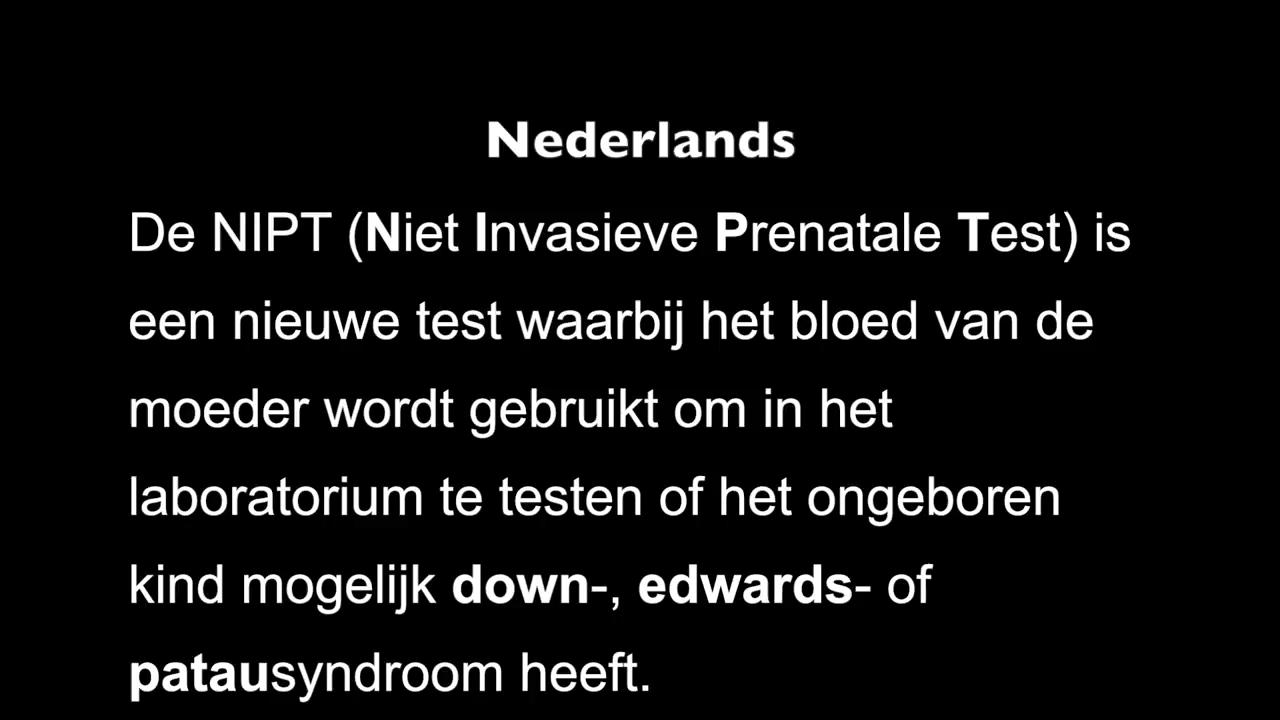 Nederlands
De NIPT (Niet Invasieve Prenatale Test) is
een nieuwe test waarbij het bloed van de
moeder wordt gebruikt om in het
laboratorium te testen of het ongeboren
kind mogelijk down-, edwards- of
patausyndroom heeft.